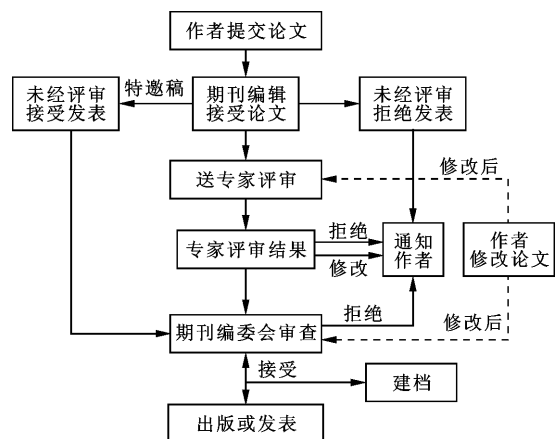 作者提交论文
未经评审
接受发表
特邀稿
期刊编辑
接受论文
未经评审
拒绝发表
送专家评审
修改后
专家评审结果
拒绝
修改
通知
作者
作者
修改论文
期刊编委会审查
拒绝
修改后
接受
建档
出版或发表